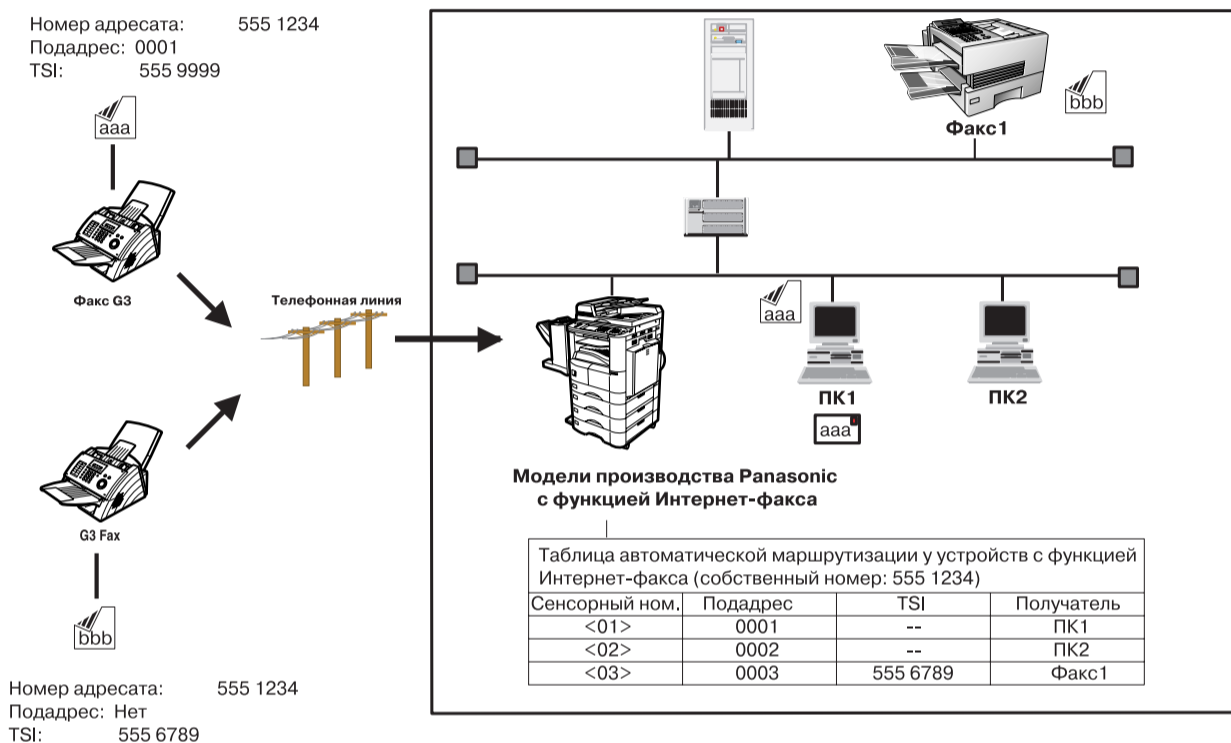 Номер адресата: 555 1234
Подадрес: 0001
TSI: 555 9999
aaa
Факс G3
Телефонная линия
G3 Fax
bbb
Номер адресата: 555 1234
Подадрес: Нет
TSI: 555 6789
Факс1
bbb
aaa
ПК1
ПК2
aaa
Модели производства Panasonic
с функцией Интернет-факса
Таблица автоматической маршрутизации у устройств с функцией
Интернет-факса (собственный номер: 555 1234)
Сенсорный ном. Подадрес TSI Получатель
<01> 0001 -- ПК1
<02> 0002 -- ПК2
<03> 0003 555 6789 Факс1